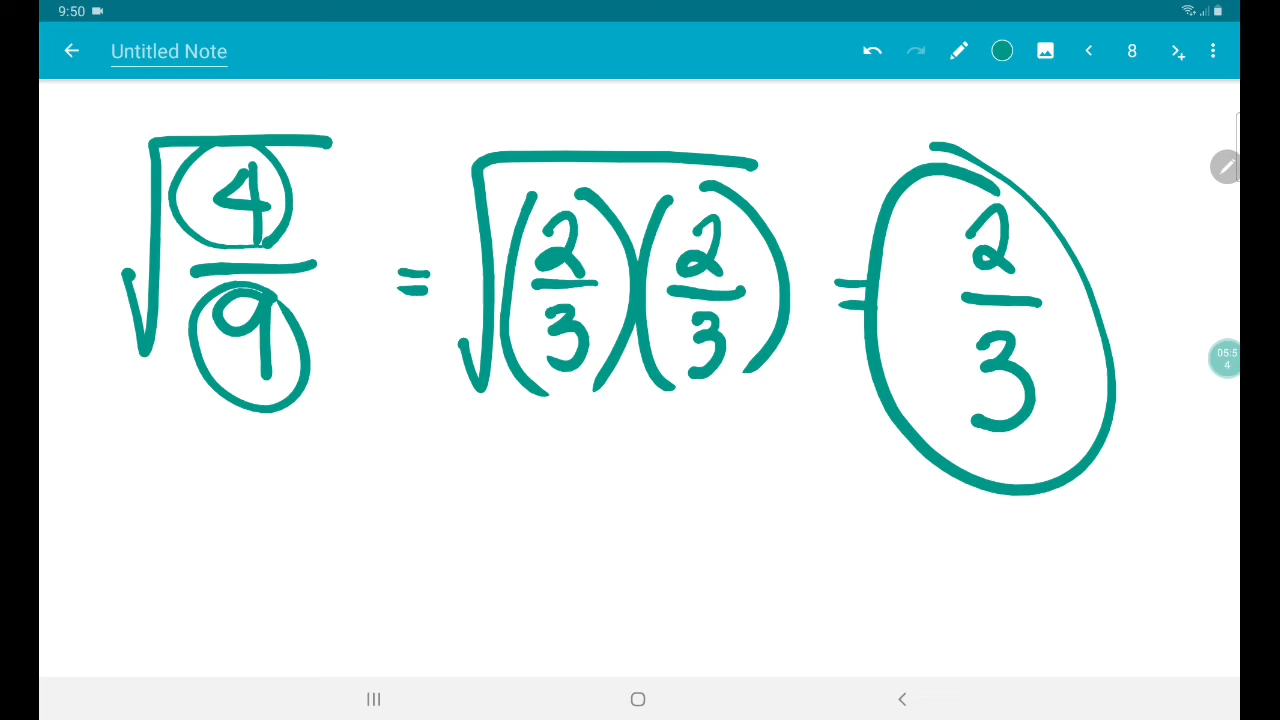 9:50
Untitled Note
8
√(4/9) = √((2/3)(2/3)) = 2/3
05:5
4